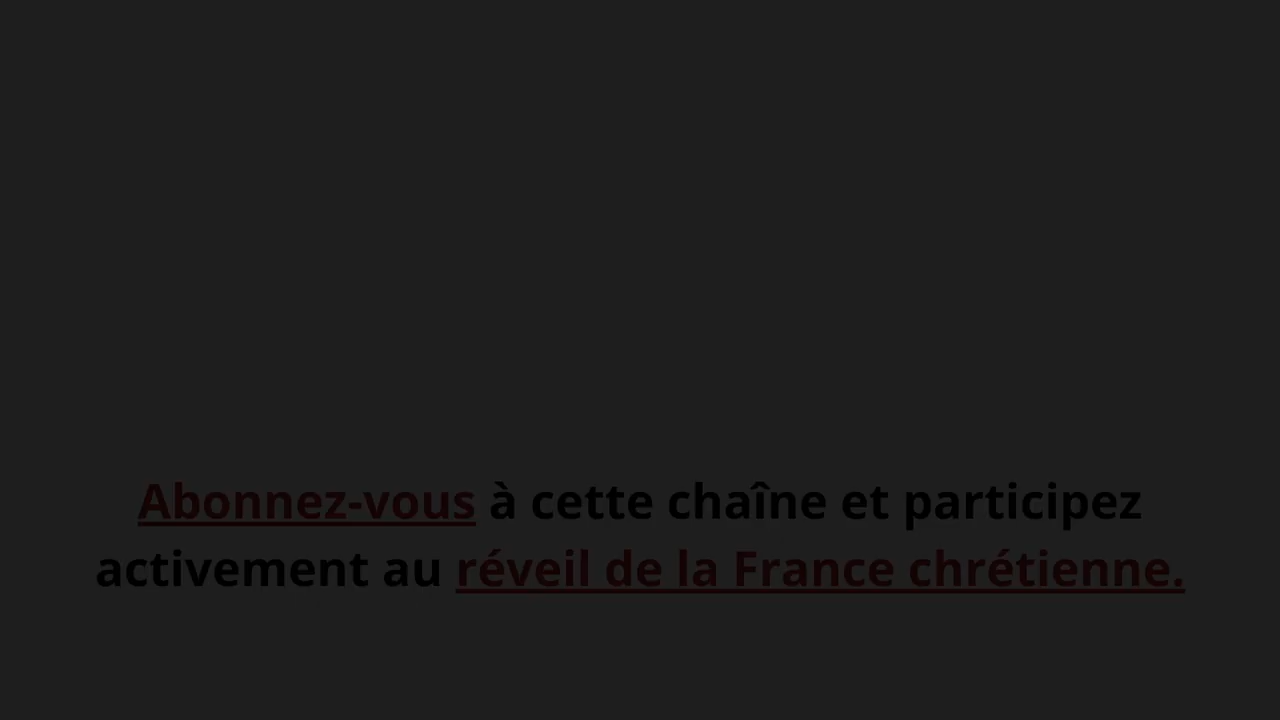 Abonnez-vous à cette chaîne et participez
activement au réveil de la France chrétienne.